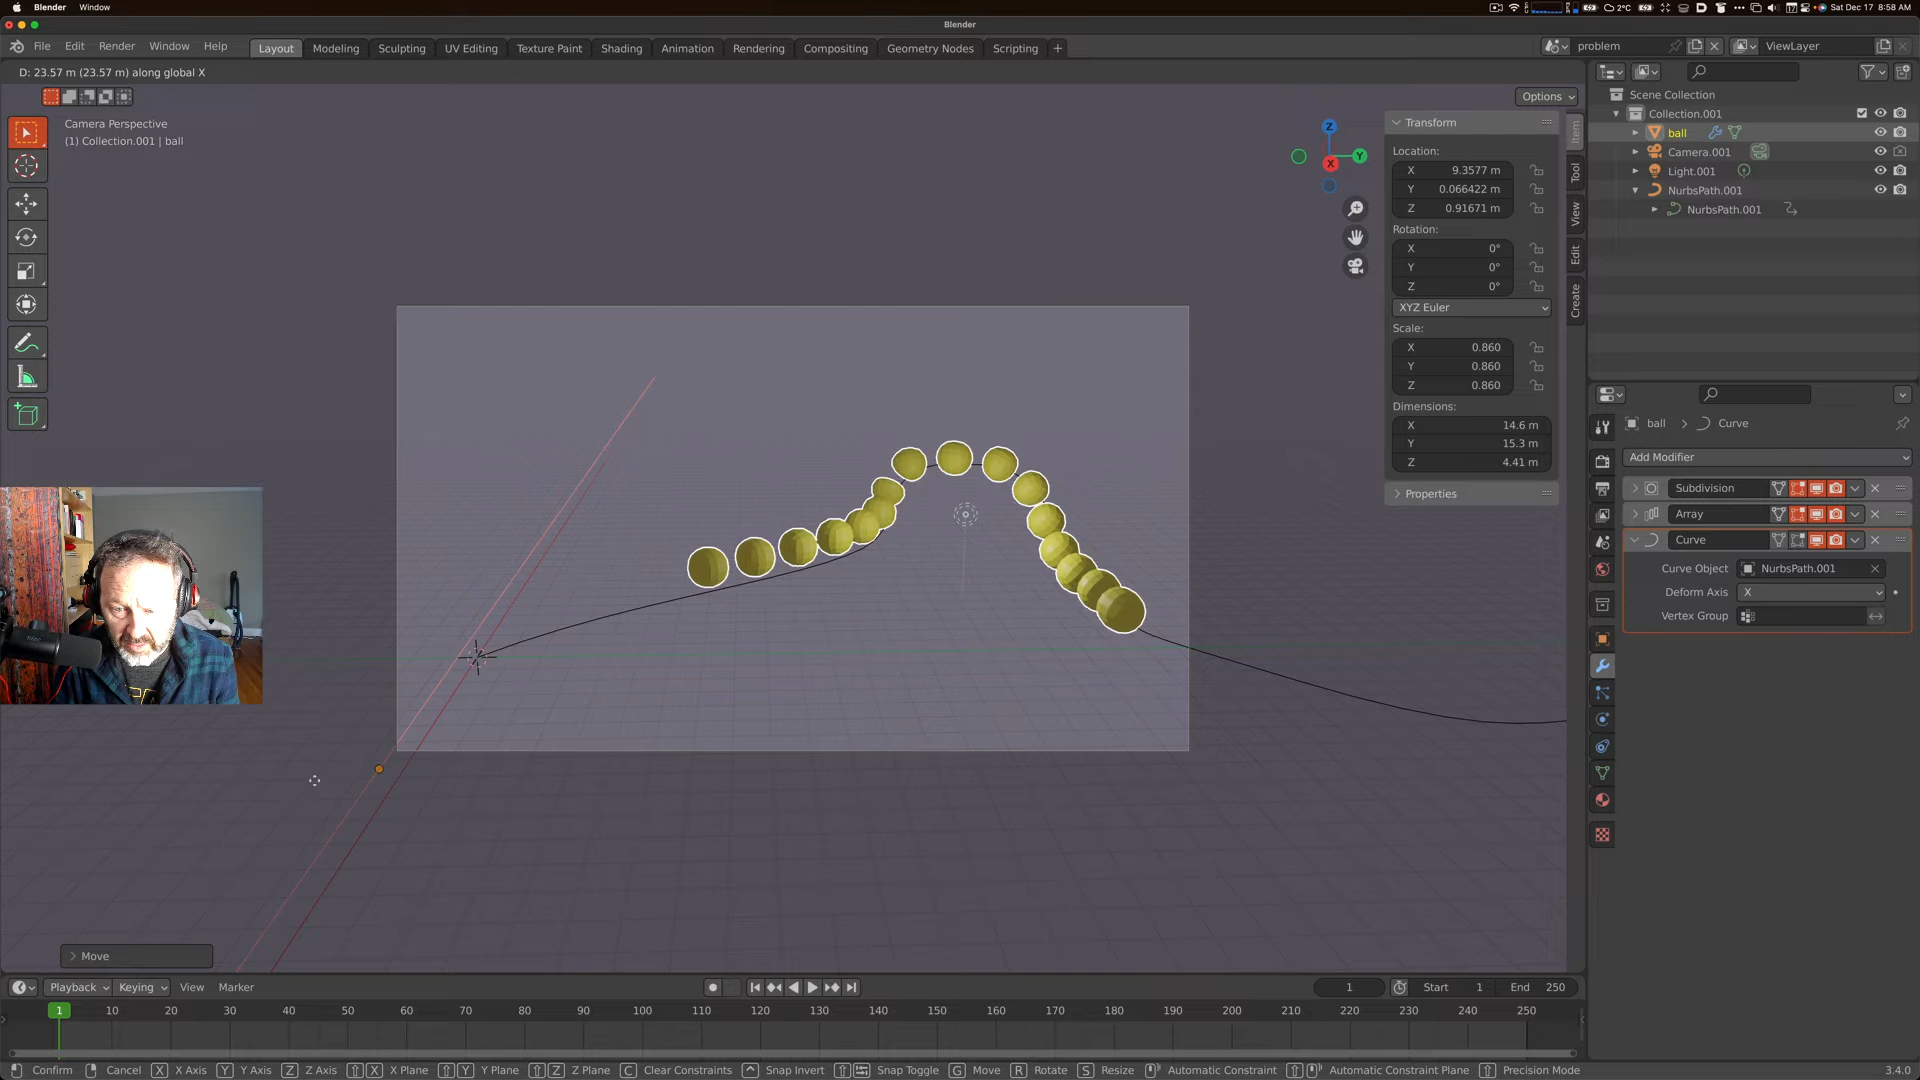 Blender Window
2°C
Sat Dec 17 8:58 AM
Blender
File Edit Render Window Help
Layout Modeling Sculpting UV Editing Texture Paint Shading Animation Rendering Compositing Geometry Nodes Scripting
problem
ViewLayer
D: 23.57 m (23.57 m) along global X
Options
Camera Perspective
(1) Collection.001 | ball
Z
Y
X
Transform
Location:
X 9.3577 m
Y 0.066422 m
Z 0.91671 m
Rotation:
X 0°
Y 0°
Z 0°
XYZ Euler
Scale:
X 0.860
Y 0.860
Z 0.860
Dimensions:
X 14.6 m
Y 15.3 m
Z 4.41 m
Properties
Item
Tool
View
Edit
Create
Scene Collection
Collection.001
ball
Camera.001
Light.001
NurbsPath.001
NurbsPath.001
ball > Curve
Add Modifier
Subdivision
Array
Curve
Curve Object NurbsPath.001
Deform Axis X
Vertex Group
Move
Playback Keying View Marker
1
Start 1
End 250
1 10 20 30 40 50 60 70 80 90 100 110 120 130 140 150 160 170 180 190 200 210 220 230 240 250
Confirm Cancel X X Axis Y Y Axis Z Z Axis X X Plane Y Y Plane Z Z Plane C Clear Constraints Snap Invert Snap Toggle G Move R Rotate S Resize Automatic Constraint Automatic Constraint Plane Precision Mode
3.4.0